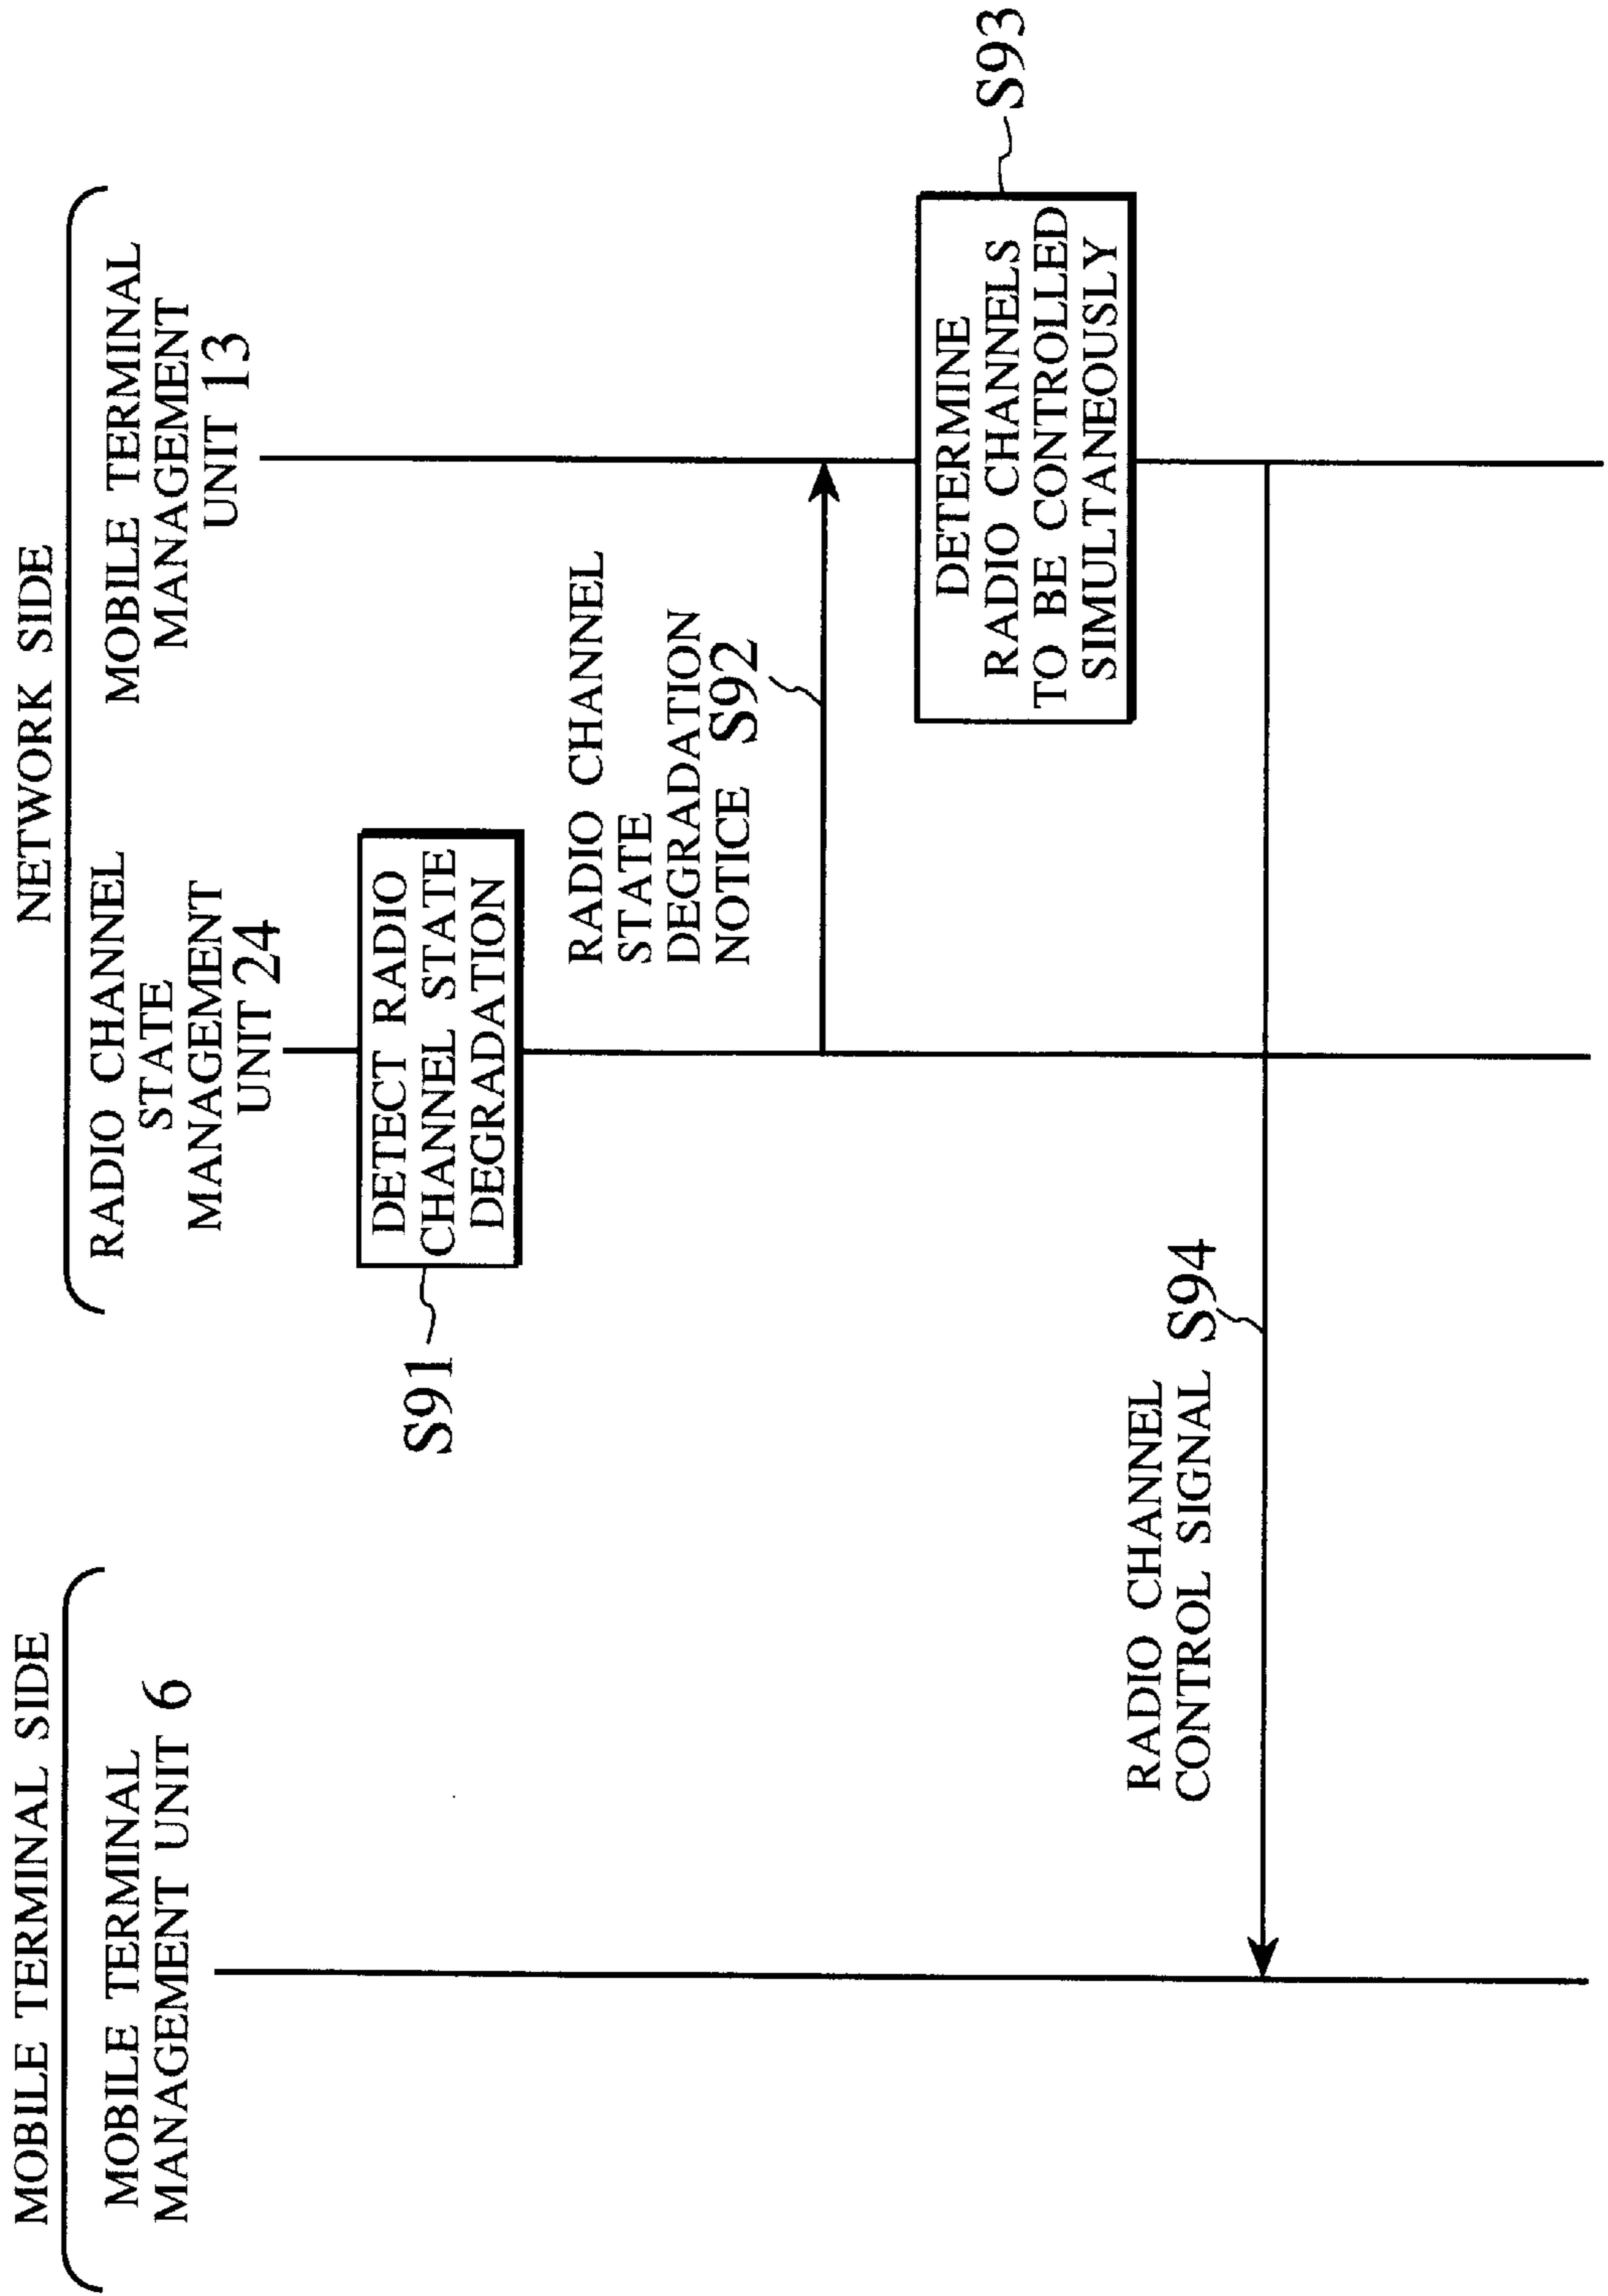 MOBILE TERMINAL SIDE
NETWORK SIDE
MOBILE TERMINAL
MANAGEMENT UNIT 6
RADIO CHANNEL
STATE
MANAGEMENT
UNIT 24
MOBILE TERMINAL
MANAGEMENT
UNIT 13
S91
DETECT RADIO
CHANNEL STATE
DEGRADATION
RADIO CHANNEL
STATE
DEGRADATION
NOTICE S92
DETERMINE
RADIO CHANNELS
TO BE CONTROLLED
SIMULTANEOUSLY
S93
RADIO CHANNEL
CONTROL SIGNAL S94